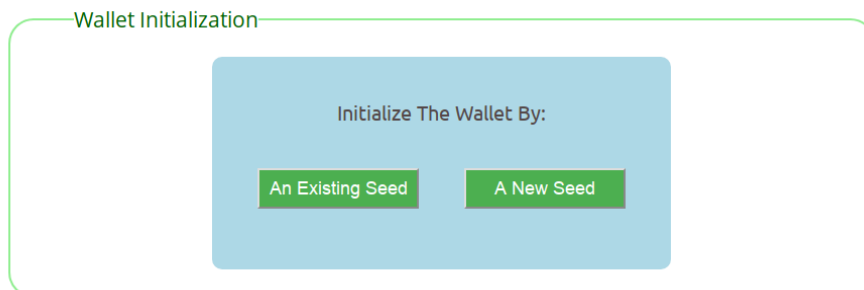 Wallet Initialization
Initialize The Wallet By:
An Existing Seed
A New Seed